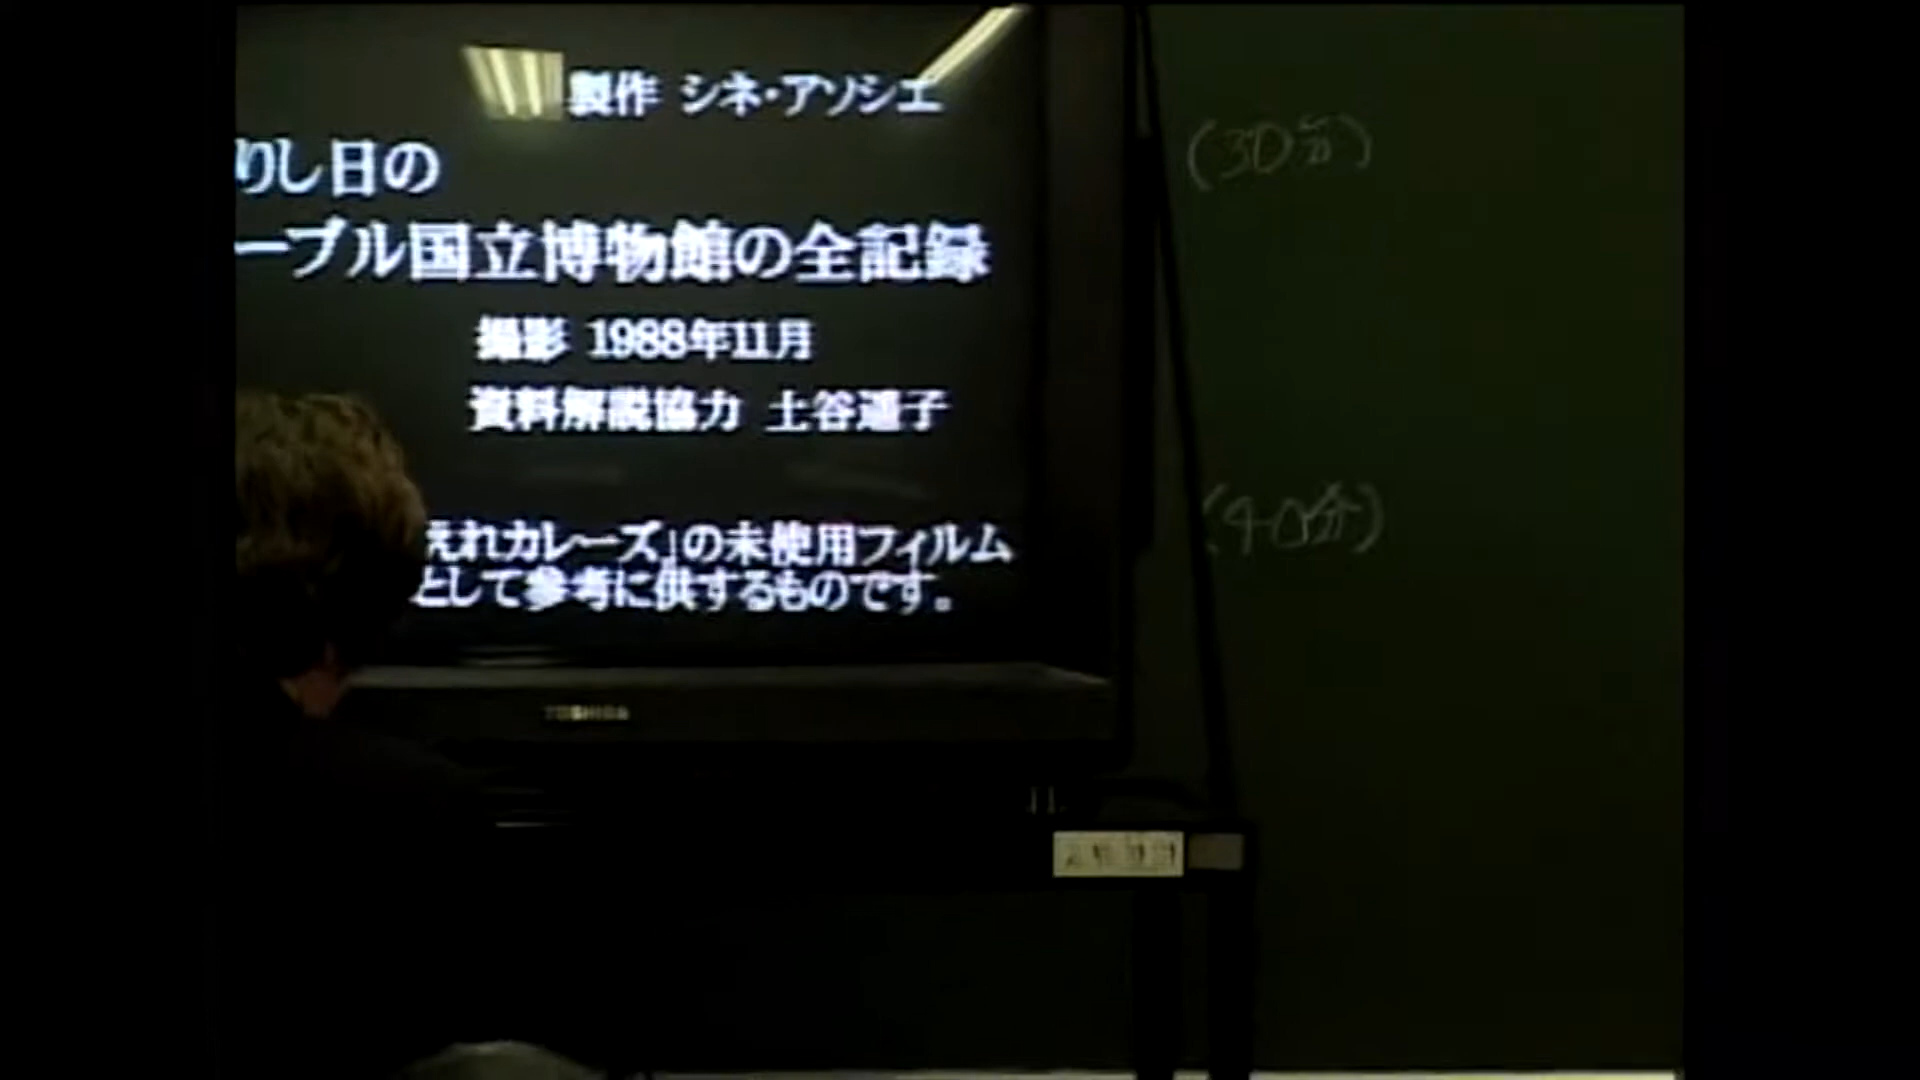 製作 シネ・アソシエ
りし日の
ーブル国立博物館の全記録
撮影 1988年11月
資料解説協力 土谷遥子
えれカレーズ」の未使用フィルム
として参考に供するものです。
TOSHIBA
(30分)
(40分)